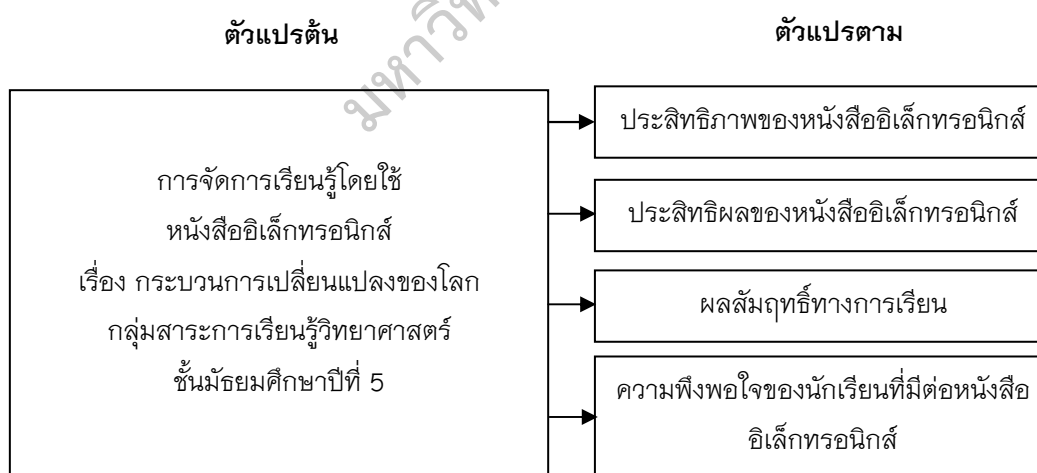 ตัวแปรต้น
ตัวแปรตาม
การจัดการเรียนรู้โดยใช้
หนังสืออิเล็กทรอนิกส์
เรื่อง กระบวนการเปลี่ยนแปลงของโลก
กลุ่มสาระการเรียนรู้วิทยาศาสตร์
ชั้นมัธยมศึกษาปีที่ 5
ประสิทธิภาพของหนังสืออิเล็กทรอนิกส์
ประสิทธิผลของหนังสืออิเล็กทรอนิกส์
ผลสัมฤทธิ์ทางการเรียน
ความพึงพอใจของนักเรียนที่มีต่อหนังสือ
อิเล็กทรอนิกส์